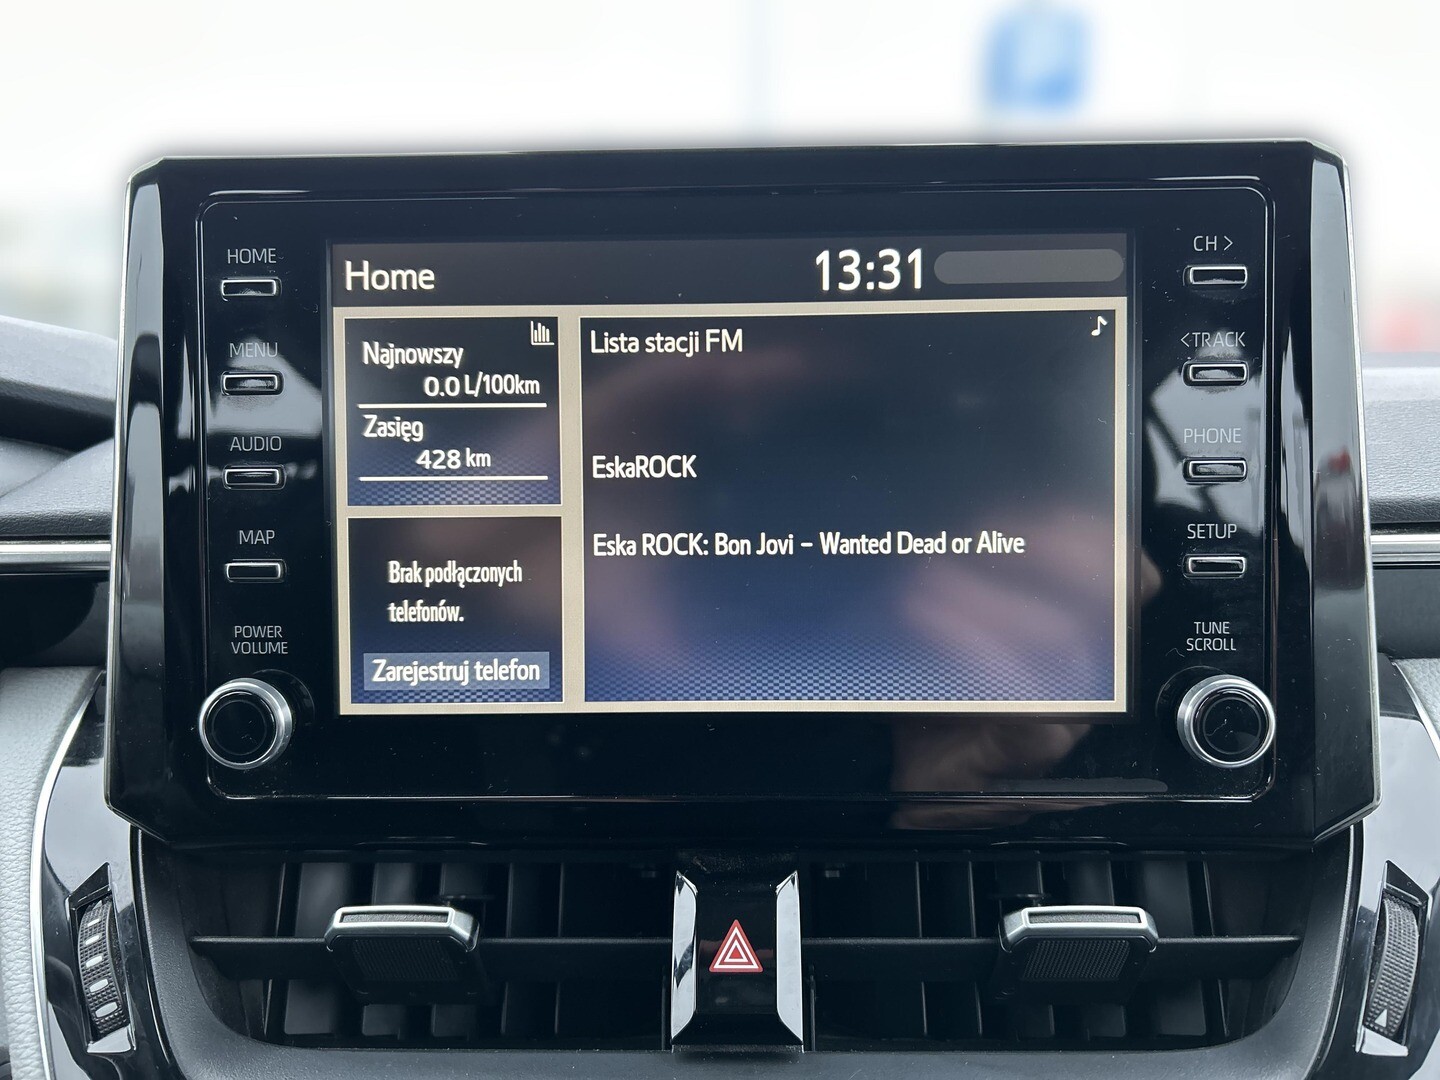 HOME
MENU
AUDIO
MAP
POWER
VOLUME
Home
13:31
Najnowszy
0.0 L/100km
Zasięg
428 km
Brak podłączonych
telefonów.
Zarejestruj telefon
Lista stacji FM
EskaROCK
Eska ROCK: Bon Jovi – Wanted Dead or Alive
CH >
<TRACK
PHONE
SETUP
TUNE
SCROLL